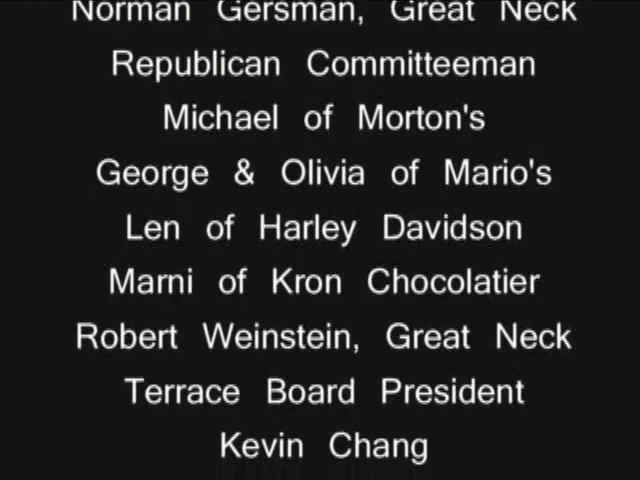 Norman Gersman, Great Neck
Republican Committeeman
Michael of Morton's
George & Olivia of Mario's
Len of Harley Davidson
Marni of Kron Chocolatier
Robert Weinstein, Great Neck
Terrace Board President
Kevin Chang